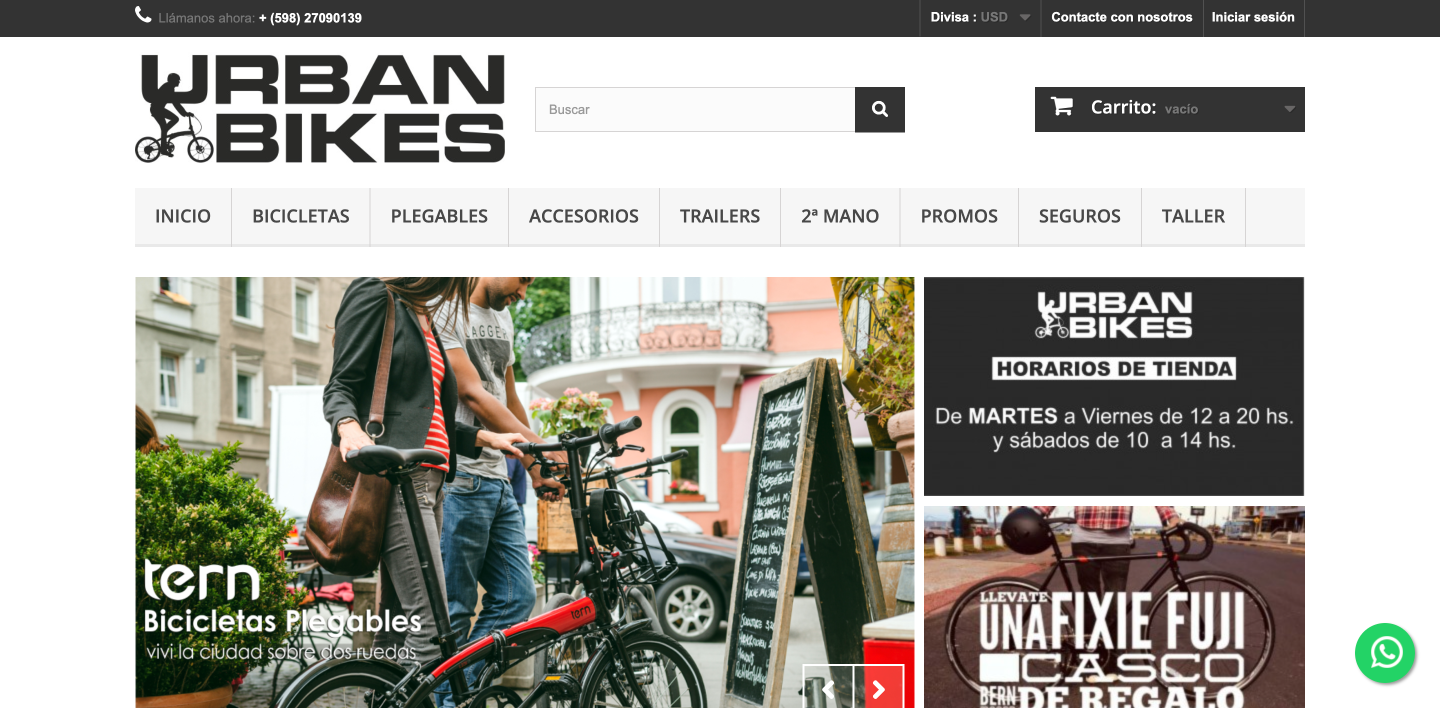 Llámanos ahora: + (598) 27090139
Divisa : USD
Contacte con nosotros
Iniciar sesión
URBAN
BIKES
Buscar
Carrito: vacío
INICIO
BICICLETAS
PLEGABLES
ACCESORIOS
TRAILERS
2ª MANO
PROMOS
SEGUROS
TALLER
LAGGER
tern
tern
Bicicletas Plegables
vivi la ciudad sobre dos ruedas
URBAN
BIKES
HORARIOS DE TIENDA
De MARTES a Viernes de 12 a 20 hs.
y sábados de 10 a 14 hs.
LLEVATE
UNA FIXIE FUJI
CASCO
BERN
DE REGALO